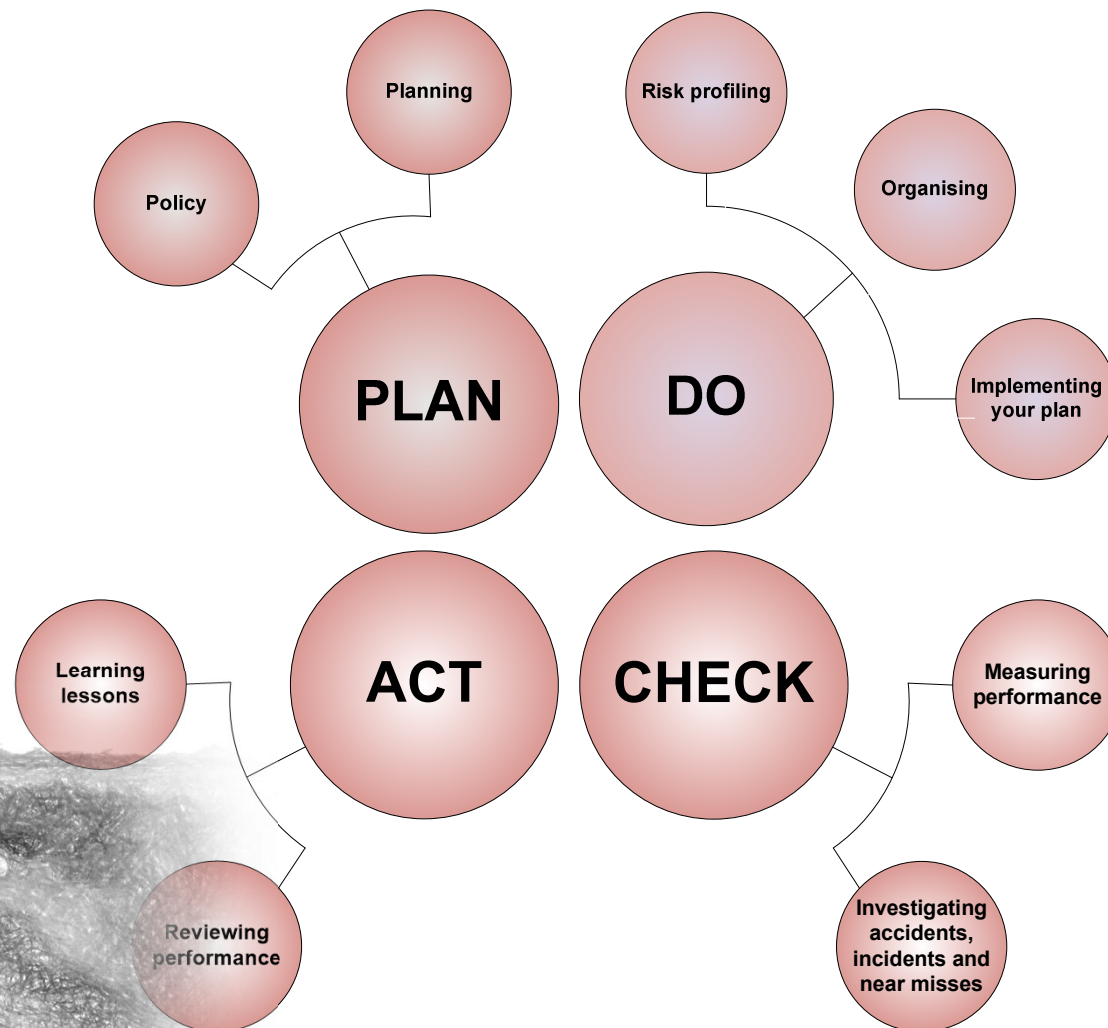 Planning
Risk profiling
Policy
Organising
PLAN
DO
Implementing
your plan
Learning
lessons
ACT
CHECK
Measuring
performance
Reviewing
performance
Investigating
accidents,
incidents and
near misses